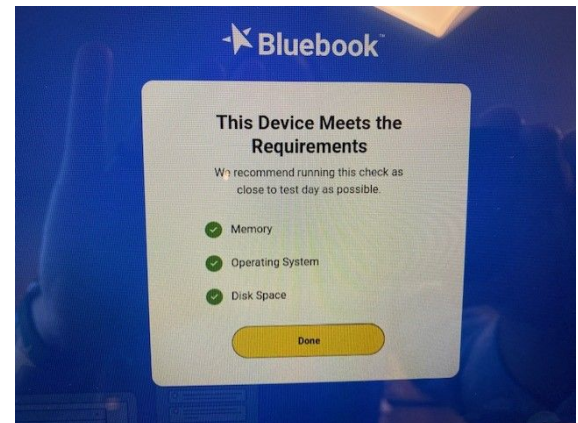 Bluebook™
This Device Meets the
Requirements
We recommend running this check as
close to test day as possible.
Memory
Operating System
Disk Space
Done